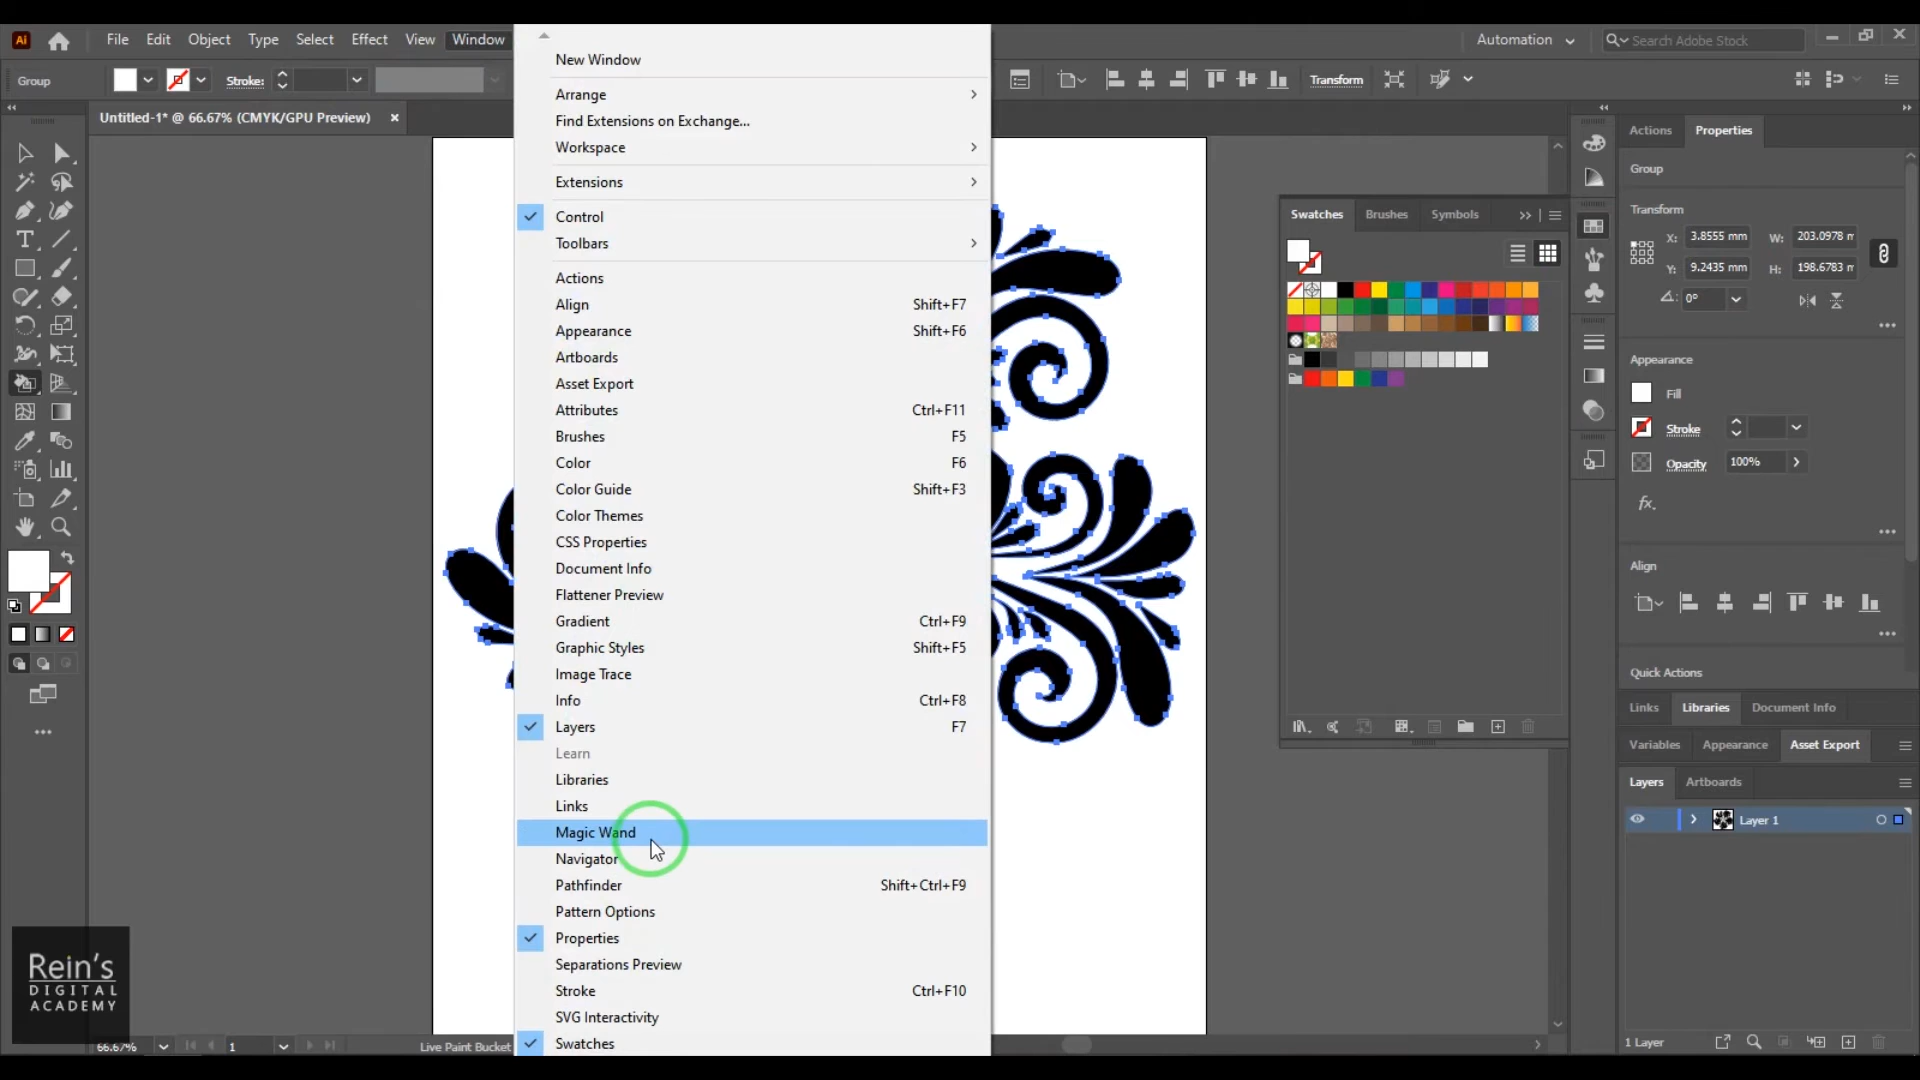 Ai
File Edit Object Type Select Effect View Window
Automation
Search Adobe Stock
Group
Stroke:
Transform
Untitled-1* @ 66.67% (CMYK/GPU Preview)
New Window
Arrange
Find Extensions on Exchange...
Workspace
Extensions
Control
Toolbars
Actions
Align Shift+F7
Appearance Shift+F6
Artboards
Asset Export
Attributes Ctrl+F11
Brushes F5
Color F6
Color Guide Shift+F3
Color Themes
CSS Properties
Document Info
Flattener Preview
Gradient Ctrl+F9
Graphic Styles Shift+F5
Image Trace
Info Ctrl+F8
Layers F7
Learn
Libraries
Links
Magic Wand
Navigator
Pathfinder Shift+Ctrl+F9
Pattern Options
Properties
Separations Preview
Stroke Ctrl+F10
SVG Interactivity
Swatches
Swatches Brushes Symbols
Actions Properties
Group
Transform
X: 3.8555 mm W: 203.0978 m
Y: 9.2435 mm H: 198.6783 m
0°
Appearance
Fill
Stroke
Opacity 100%
fx.
Align
Quick Actions
Links Libraries Document Info
Variables Appearance Asset Export
Layers Artboards
Layer 1
1 Layer
Rein's
DIGITAL
ACADEMY
66.67% 1 Live Paint Bucket